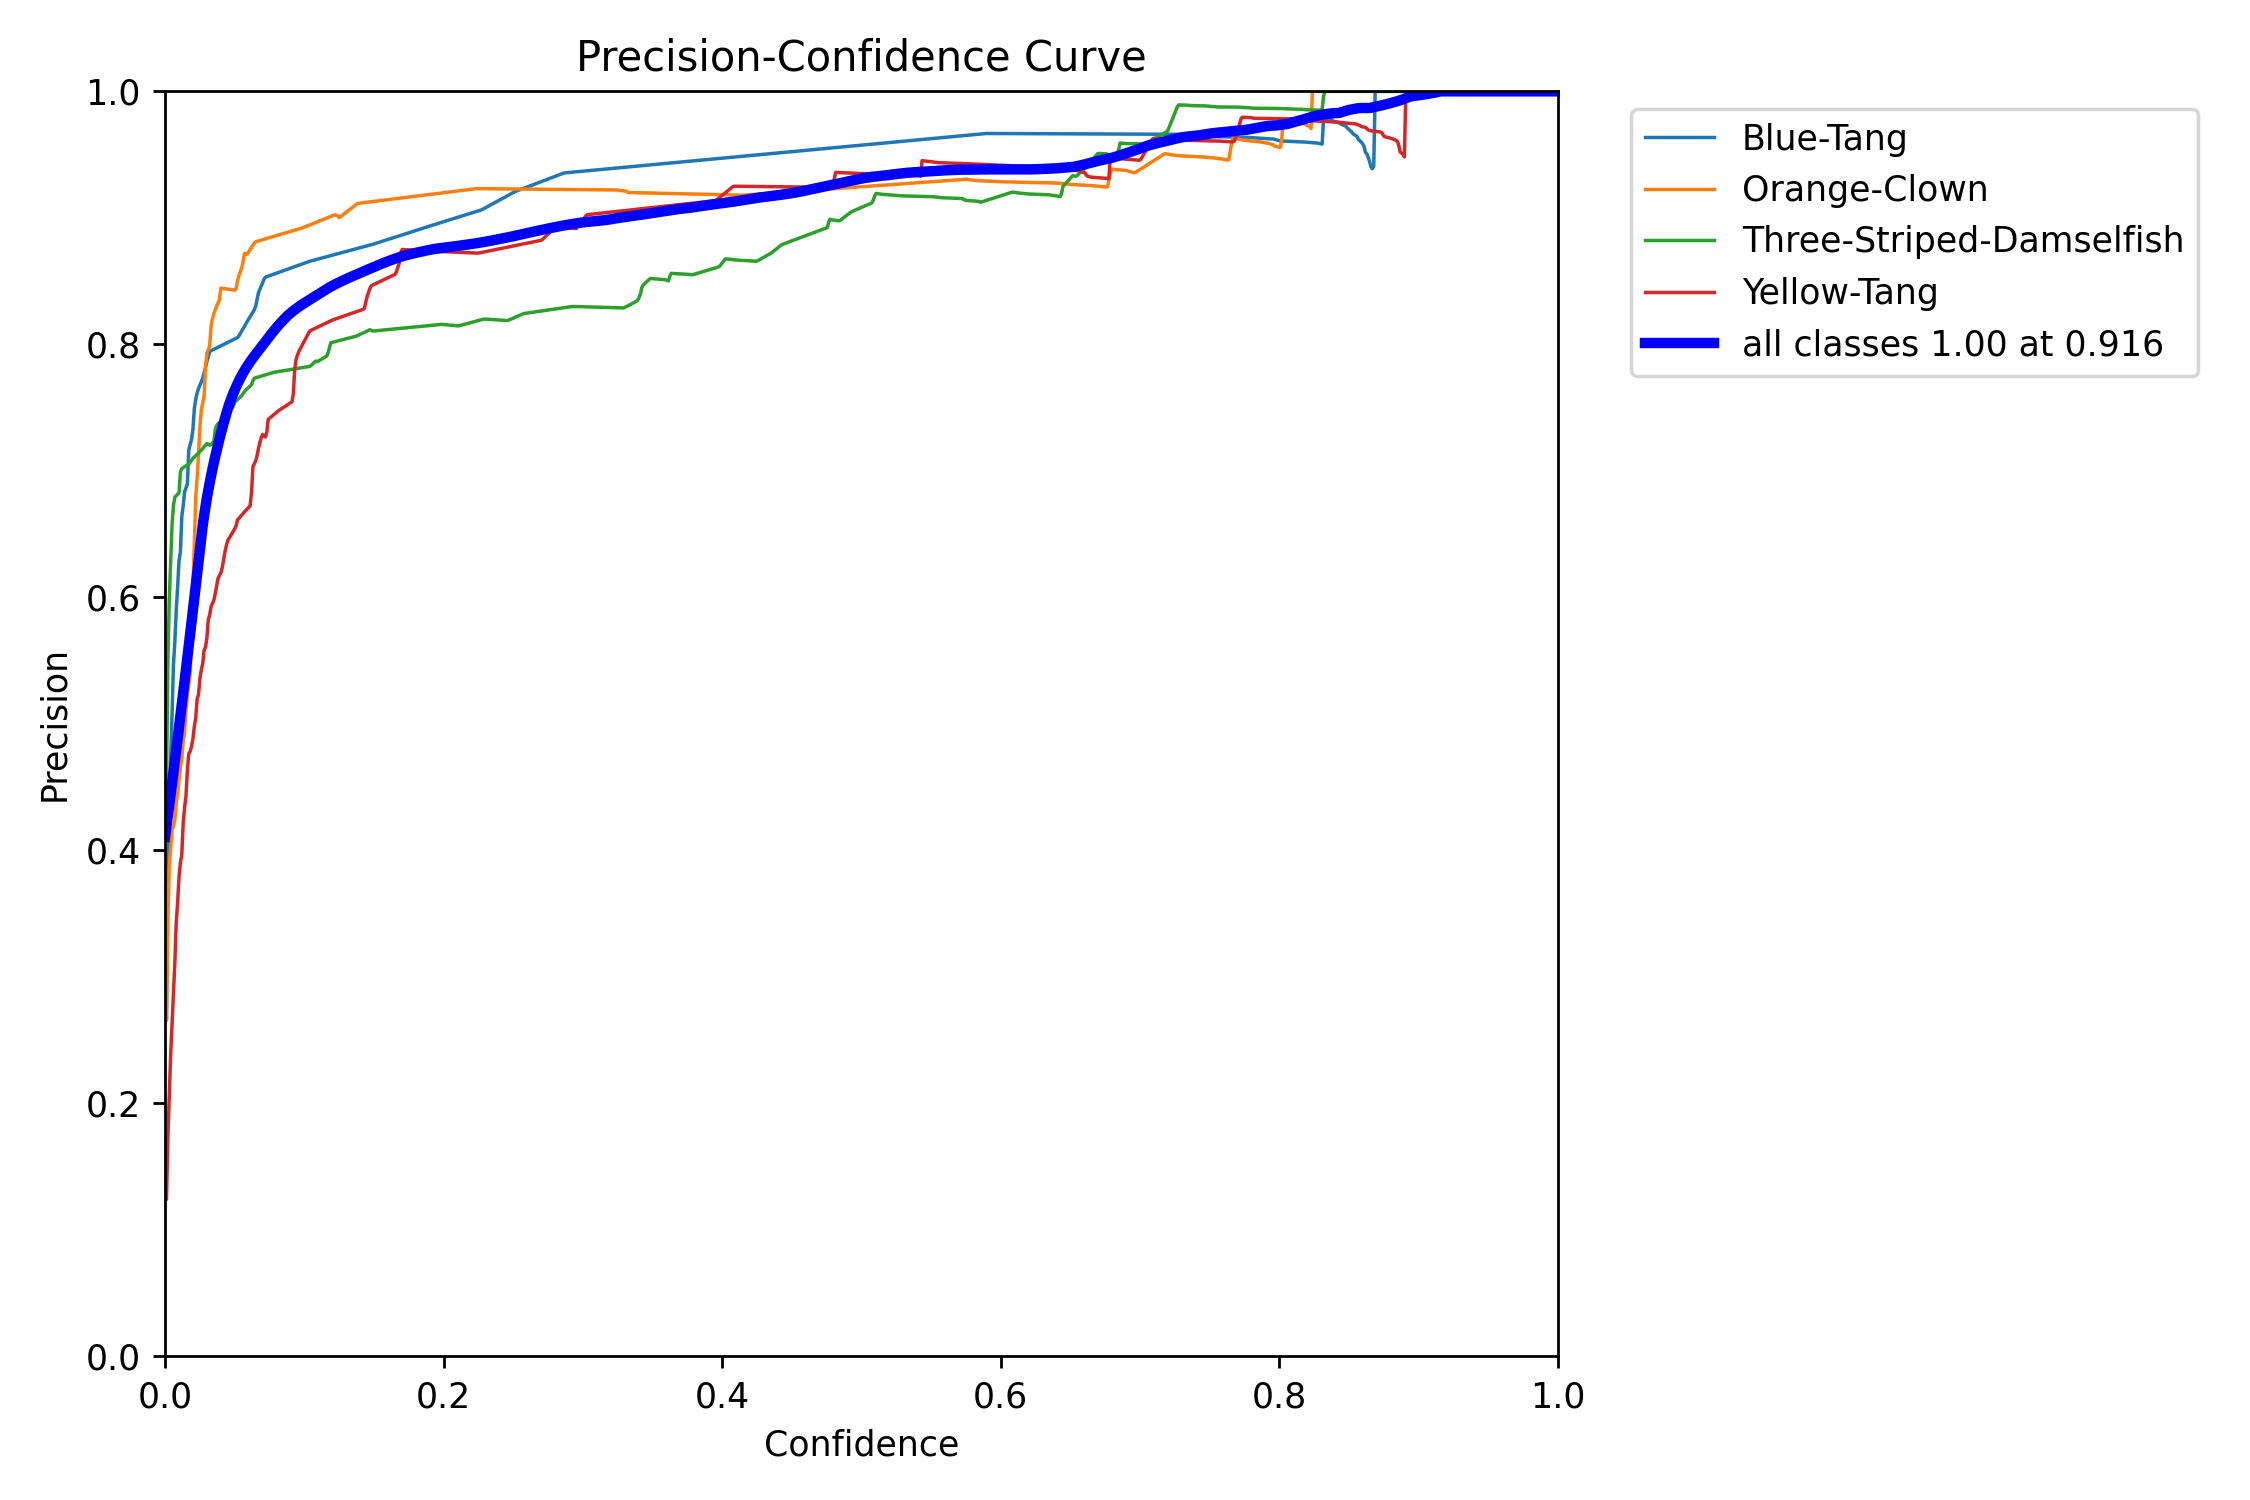 Precision-Confidence Curve
1.0
0.8
0.6
0.4
0.2
0.0
Precision
0.0 0.2 0.4 0.6 0.8 1.0
Confidence
Blue-Tang
Orange-Clown
Three-Striped-Damselfish
Yellow-Tang
all classes 1.00 at 0.916